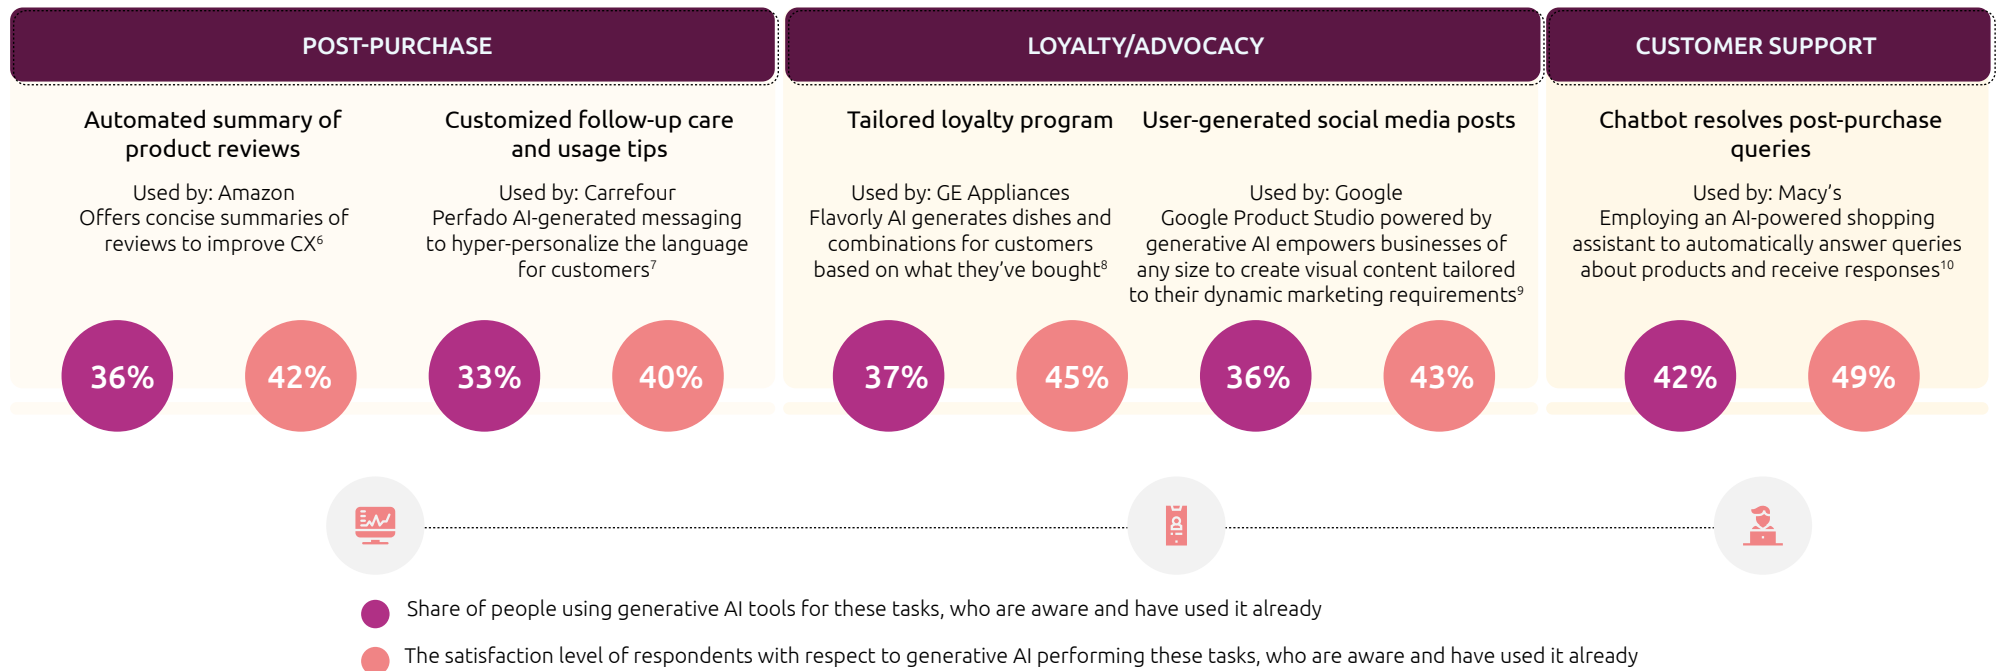 POST-PURCHASE
Automated summary of
product reviews
Used by: Amazon
Offers concise summaries of
reviews to improve CX⁶
36%
42%
Customized follow-up care
and usage tips
Used by: Carrefour
Perfado AI-generated messaging
to hyper-personalize the language
for customers⁷
33%
40%
LOYALTY/ADVOCACY
Tailored loyalty program
Used by: GE Appliances
Flavorly AI generates dishes and
combinations for customers
based on what they’ve bought⁸
37%
45%
User-generated social media posts
Used by: Google
Google Product Studio powered by
generative AI empowers businesses of
any size to create visual content tailored
to their dynamic marketing requirements⁹
36%
43%
CUSTOMER SUPPORT
Chatbot resolves post-purchase
queries
Used by: Macy’s
Employing an AI-powered shopping
assistant to automatically answer queries
about products and receive responses¹⁰
42%
49%
Share of people using generative AI tools for these tasks, who are aware and have used it already
The satisfaction level of respondents with respect to generative AI performing these tasks, who are aware and have used it already